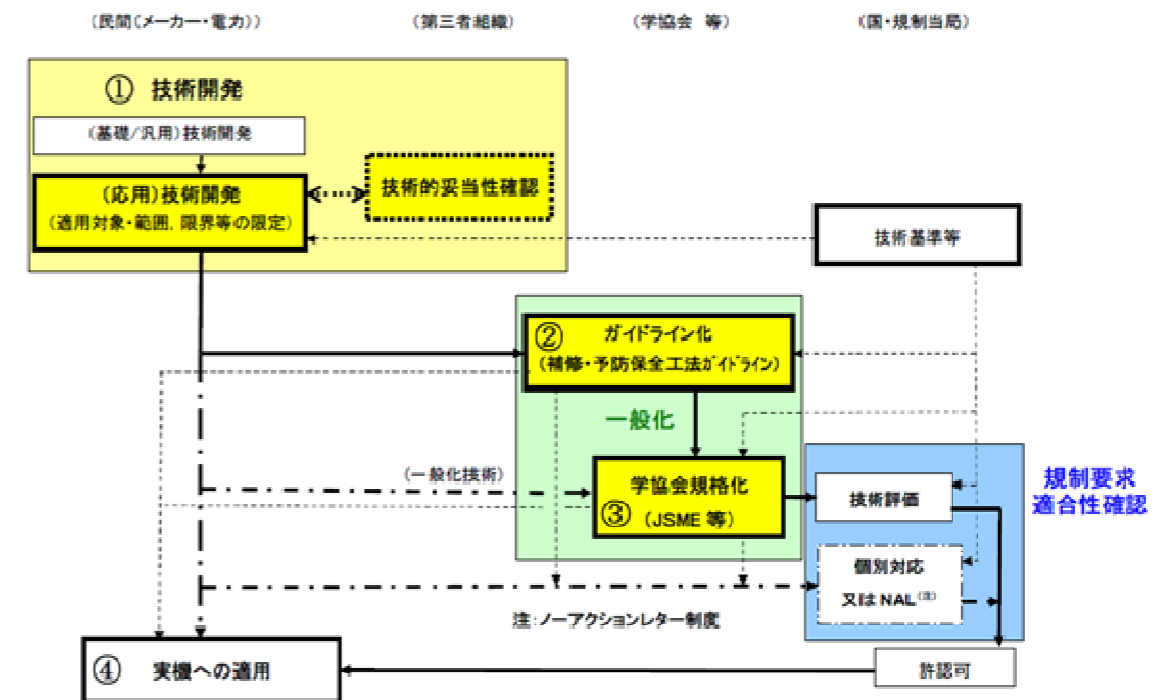 (民間(メーカー・電力))
(第三者組織)
(学協会 等)
(国・規制当局)
① 技術開発
(基礎/汎用)技術開発
(応用)技術開発
(適用対象・範囲, 限界等の限定)
技術的妥当性確認
技術基準等
② ガイドライン化
(補修・予防保全工法ガイドライン)
一般化
(一般化技術)
学協会規格化
③ (JSME 等)
技術評価
規制要求
適合性確認
個別対応
又は NAL(注)
注:ノーアクションレター制度
④ 実機への適用
許認可